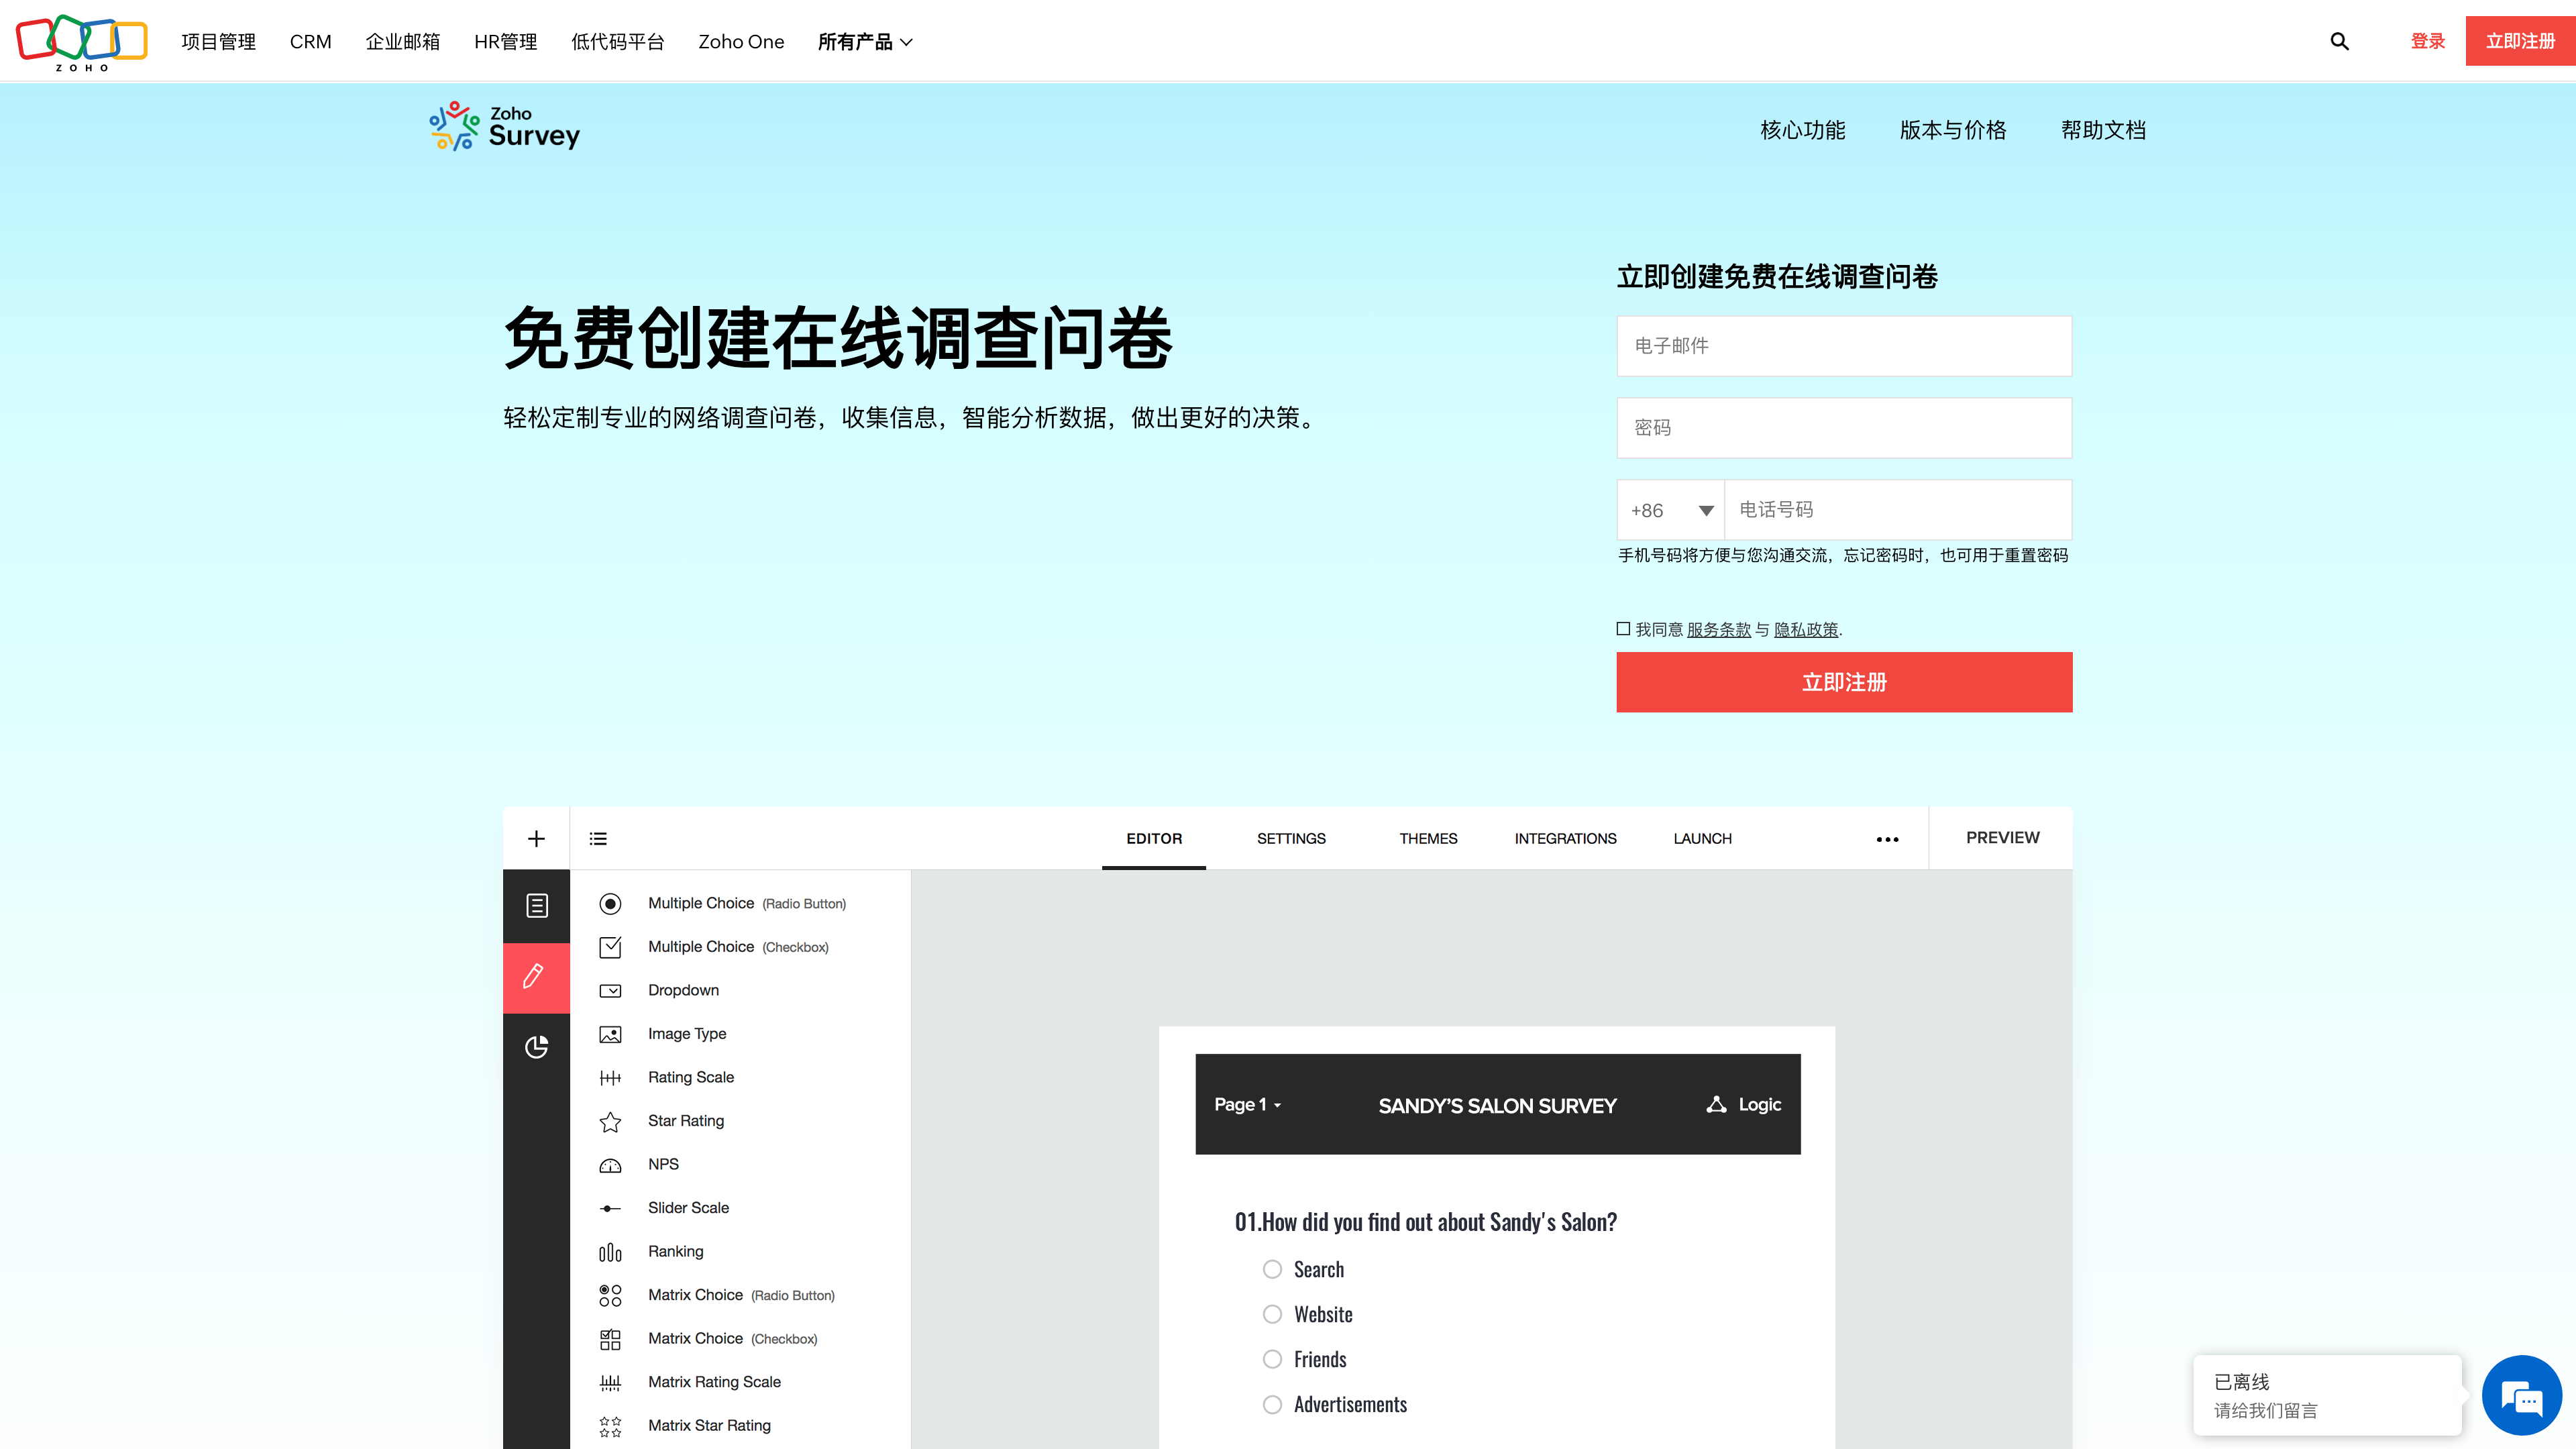 ZOHO
项目管理 CRM 企业邮箱 HR管理 低代码平台 Zoho One 所有产品 登录 立即注册
Zoho
Survey
核心功能 版本与价格 帮助文档
免费创建在线调查问卷
轻松定制专业的网络调查问卷，收集信息，智能分析数据，做出更好的决策。
立即创建免费在线调查问卷
电子邮件
密码
+86 电话号码
手机号码将方便与您沟通交流，忘记密码时，也可用于重置密码
我同意 服务条款 与 隐私政策.
立即注册
EDITOR SETTINGS THEMES INTEGRATIONS LAUNCH PREVIEW
Multiple Choice (Radio Button)
Multiple Choice (Checkbox)
Dropdown
Image Type
Rating Scale
Star Rating
NPS
Slider Scale
Ranking
Matrix Choice (Radio Button)
Matrix Choice (Checkbox)
Matrix Rating Scale
Matrix Star Rating
Page 1 SANDY'S SALON SURVEY Logic
01.How did you find out about Sandy's Salon?
Search
Website
Friends
Advertisements
已离线
请给我们留言